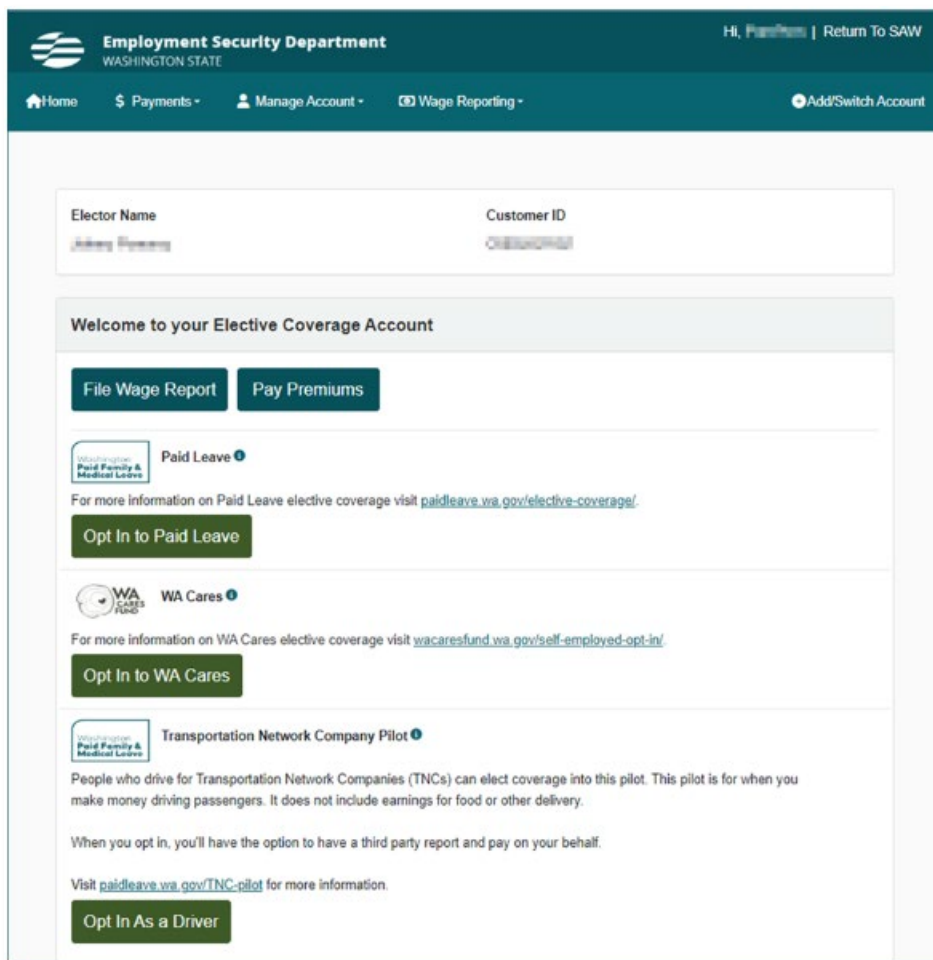 Employment Security Department
WASHINGTON STATE
Hi, | Return To SAW
Home $ Payments Manage Account Wage Reporting Add/Switch Account
Elector Name Customer ID
Welcome to your Elective Coverage Account
File Wage Report Pay Premiums
Washington
Paid Family &
Medical Leave
Paid Leave
For more information on Paid Leave elective coverage visit paidleave.wa.gov/elective-coverage/.
Opt In to Paid Leave
WA
CARES
FUND
WA Cares
For more information on WA Cares elective coverage visit wacaresfund.wa.gov/self-employed-opt-in/.
Opt In to WA Cares
Washington
Paid Family &
Medical Leave
Transportation Network Company Pilot
People who drive for Transportation Network Companies (TNCs) can elect coverage into this pilot. This pilot is for when you
make money driving passengers. It does not include earnings for food or other delivery.
When you opt in, you'll have the option to have a third party report and pay on your behalf.
Visit paidleave.wa.gov/TNC-pilot for more information.
Opt In As a Driver